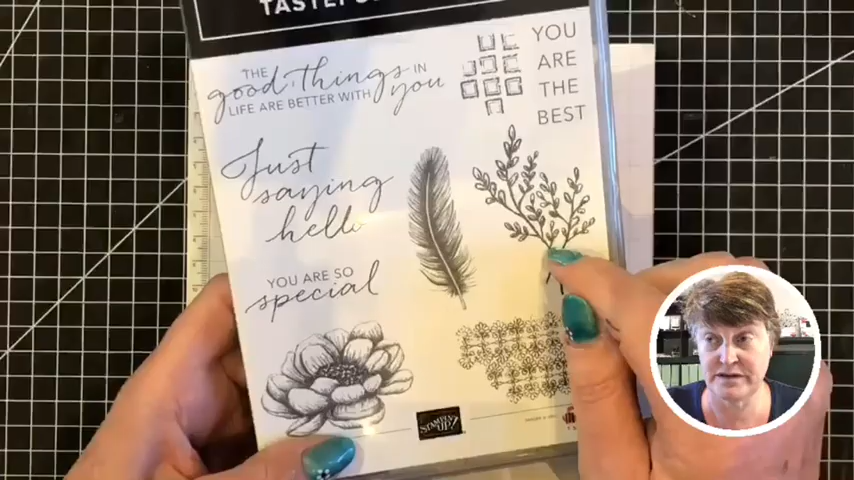 THE
good things IN
LIFE ARE BETTER WITH you
YOU
ARE
THE
BEST
Just
saying
hello
YOU ARE SO
special
STAMPIN' UP!